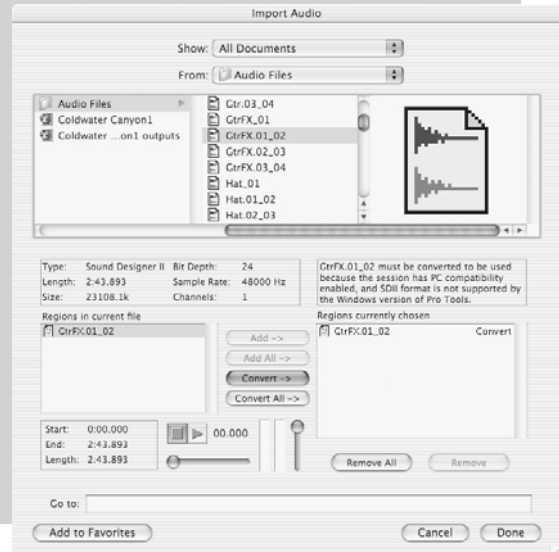 Import Audio
Show: All Documents
From: Audio Files
Audio Files
Coldwater Canyon1
Coldwater ...on1 outputs
Gtr.03_04
GtrFX_01
GtrFX.01_02
GtrFX.02_03
GtrFX.03_04
Hat_01
Hat.01_02
Hat.02_03
Type: Sound Designer II Bit Depth: 24
Length: 2:43.893 Sample Rate: 48000 Hz
Size: 23108.1k Channels: 1
GtrFX.01_02 must be converted to be used
because the session has PC compatibility
enabled, and SDII format is not supported by
the Windows version of Pro Tools.
Regions in current file
GtrFX.01_02
Add ->
Add All ->
Convert ->
Convert All ->
Regions currently chosen
GtrFX.01_02 Convert
Start: 0:00.000
End: 2:43.893
Length: 2:43.893
00.000
Remove All
Remove
Go to:
Add to Favorites
Cancel
Done